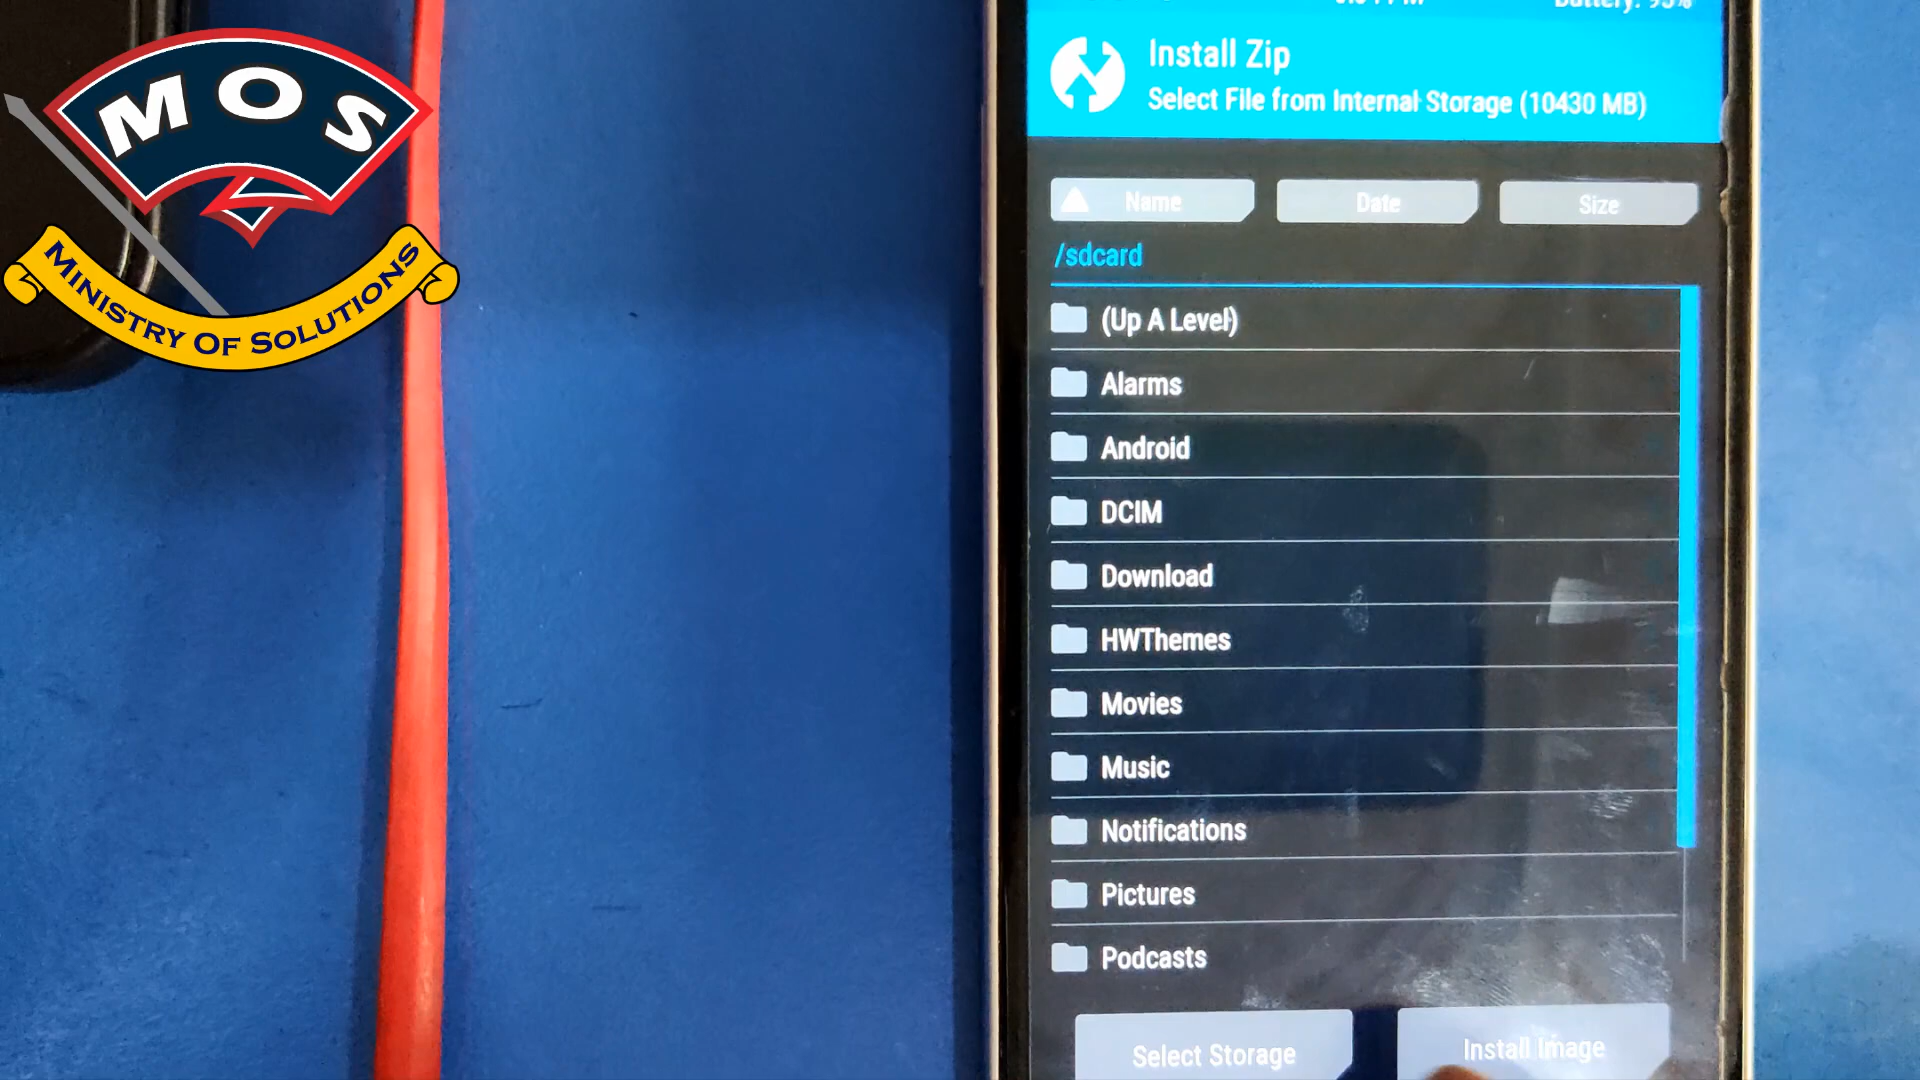 MOS
MINISTRY OF SOLUTIONS
Install Zip
Select File from Internal Storage (10430 MB)
Name Date Size
/sdcard
(Up A Level)
Alarms
Android
DCIM
Download
HWThemes
Movies
Music
Notifications
Pictures
Podcasts
Select Storage Install Image